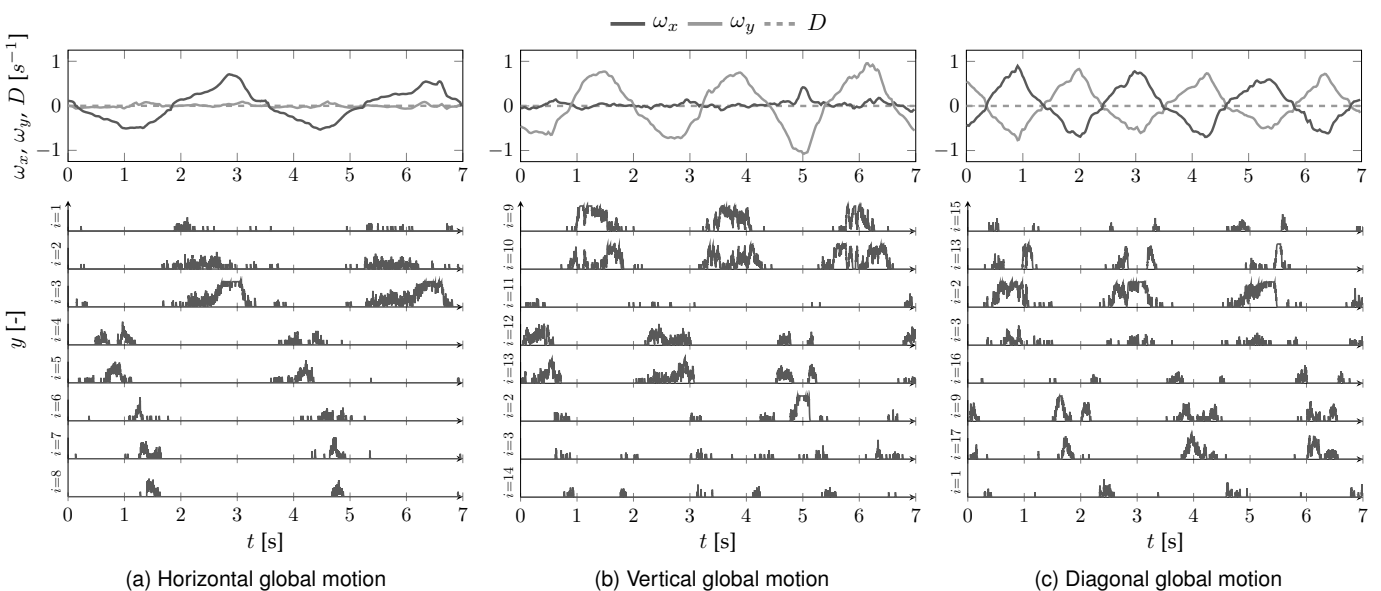 ωx ωy D
ωx, ωy, D [s−1]
1
0
−1
0 1 2 3 4 5 6 7
1
0
−1
0 1 2 3 4 5 6 7
1
0
−1
0 1 2 3 4 5 6 7
y [-]
i=1
i=2
i=3
i=4
i=5
i=6
i=7
i=8
0 1 2 3 4 5 6 7
t [s]
i=9
i=10
i=11
i=12
i=13
i=2
i=3
i=14
0 1 2 3 4 5 6 7
t [s]
i=15
i=13
i=2
i=3
i=16
i=9
i=17
i=1
0 1 2 3 4 5 6 7
t [s]
(a) Horizontal global motion
(b) Vertical global motion
(c) Diagonal global motion